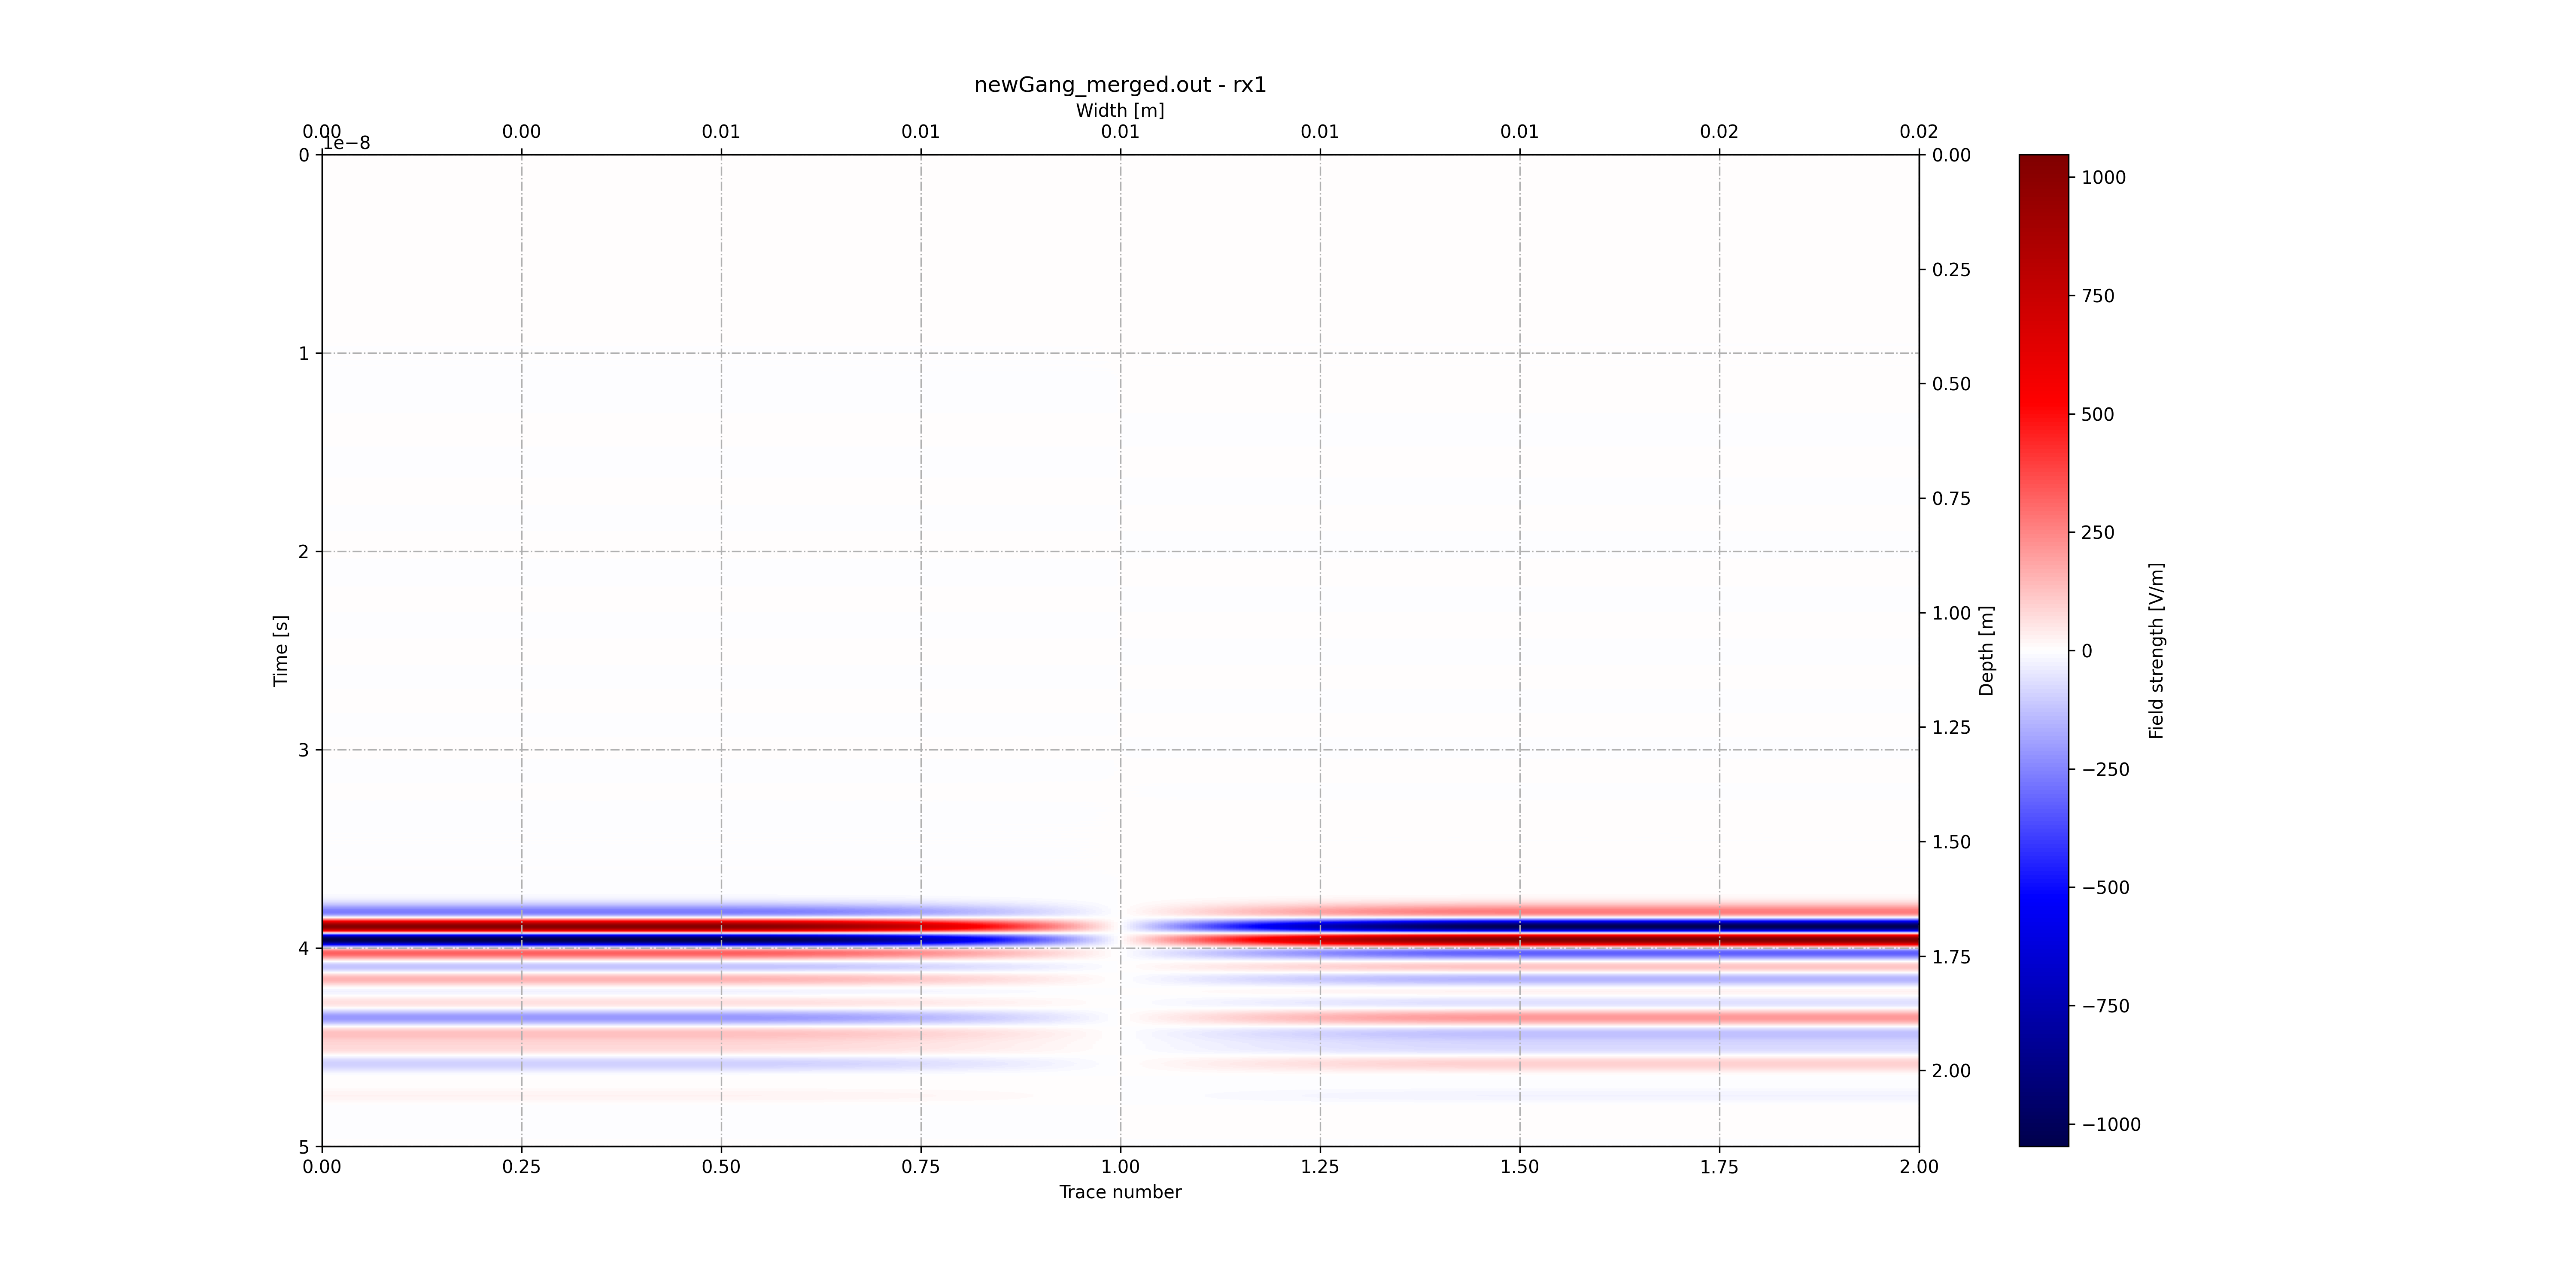 newGang_merged.out - rx1
Width [m]
0.00 0.00 0.01 0.01 0.01 0.01 0.01 0.02 0.02
1e−8
0
1
2
3
4
5
Time [s]
0.00 0.25 0.50 0.75 1.00 1.25 1.50 1.75 2.00
Trace number
0.00
0.25
0.50
0.75
1.00
1.25
1.50
1.75
2.00
Depth [m]
1000
750
500
250
0
−250
−500
−750
−1000
Field strength [V/m]